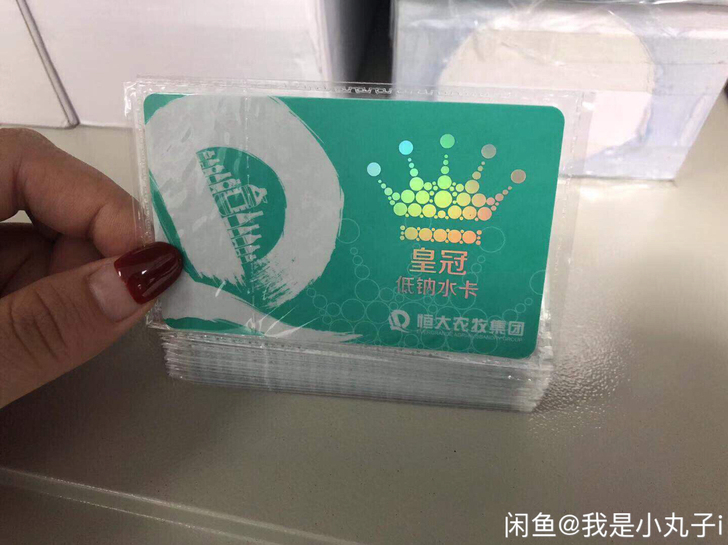 皇冠
低钠水卡
恒大农牧集团
闲鱼@我是小丸子i